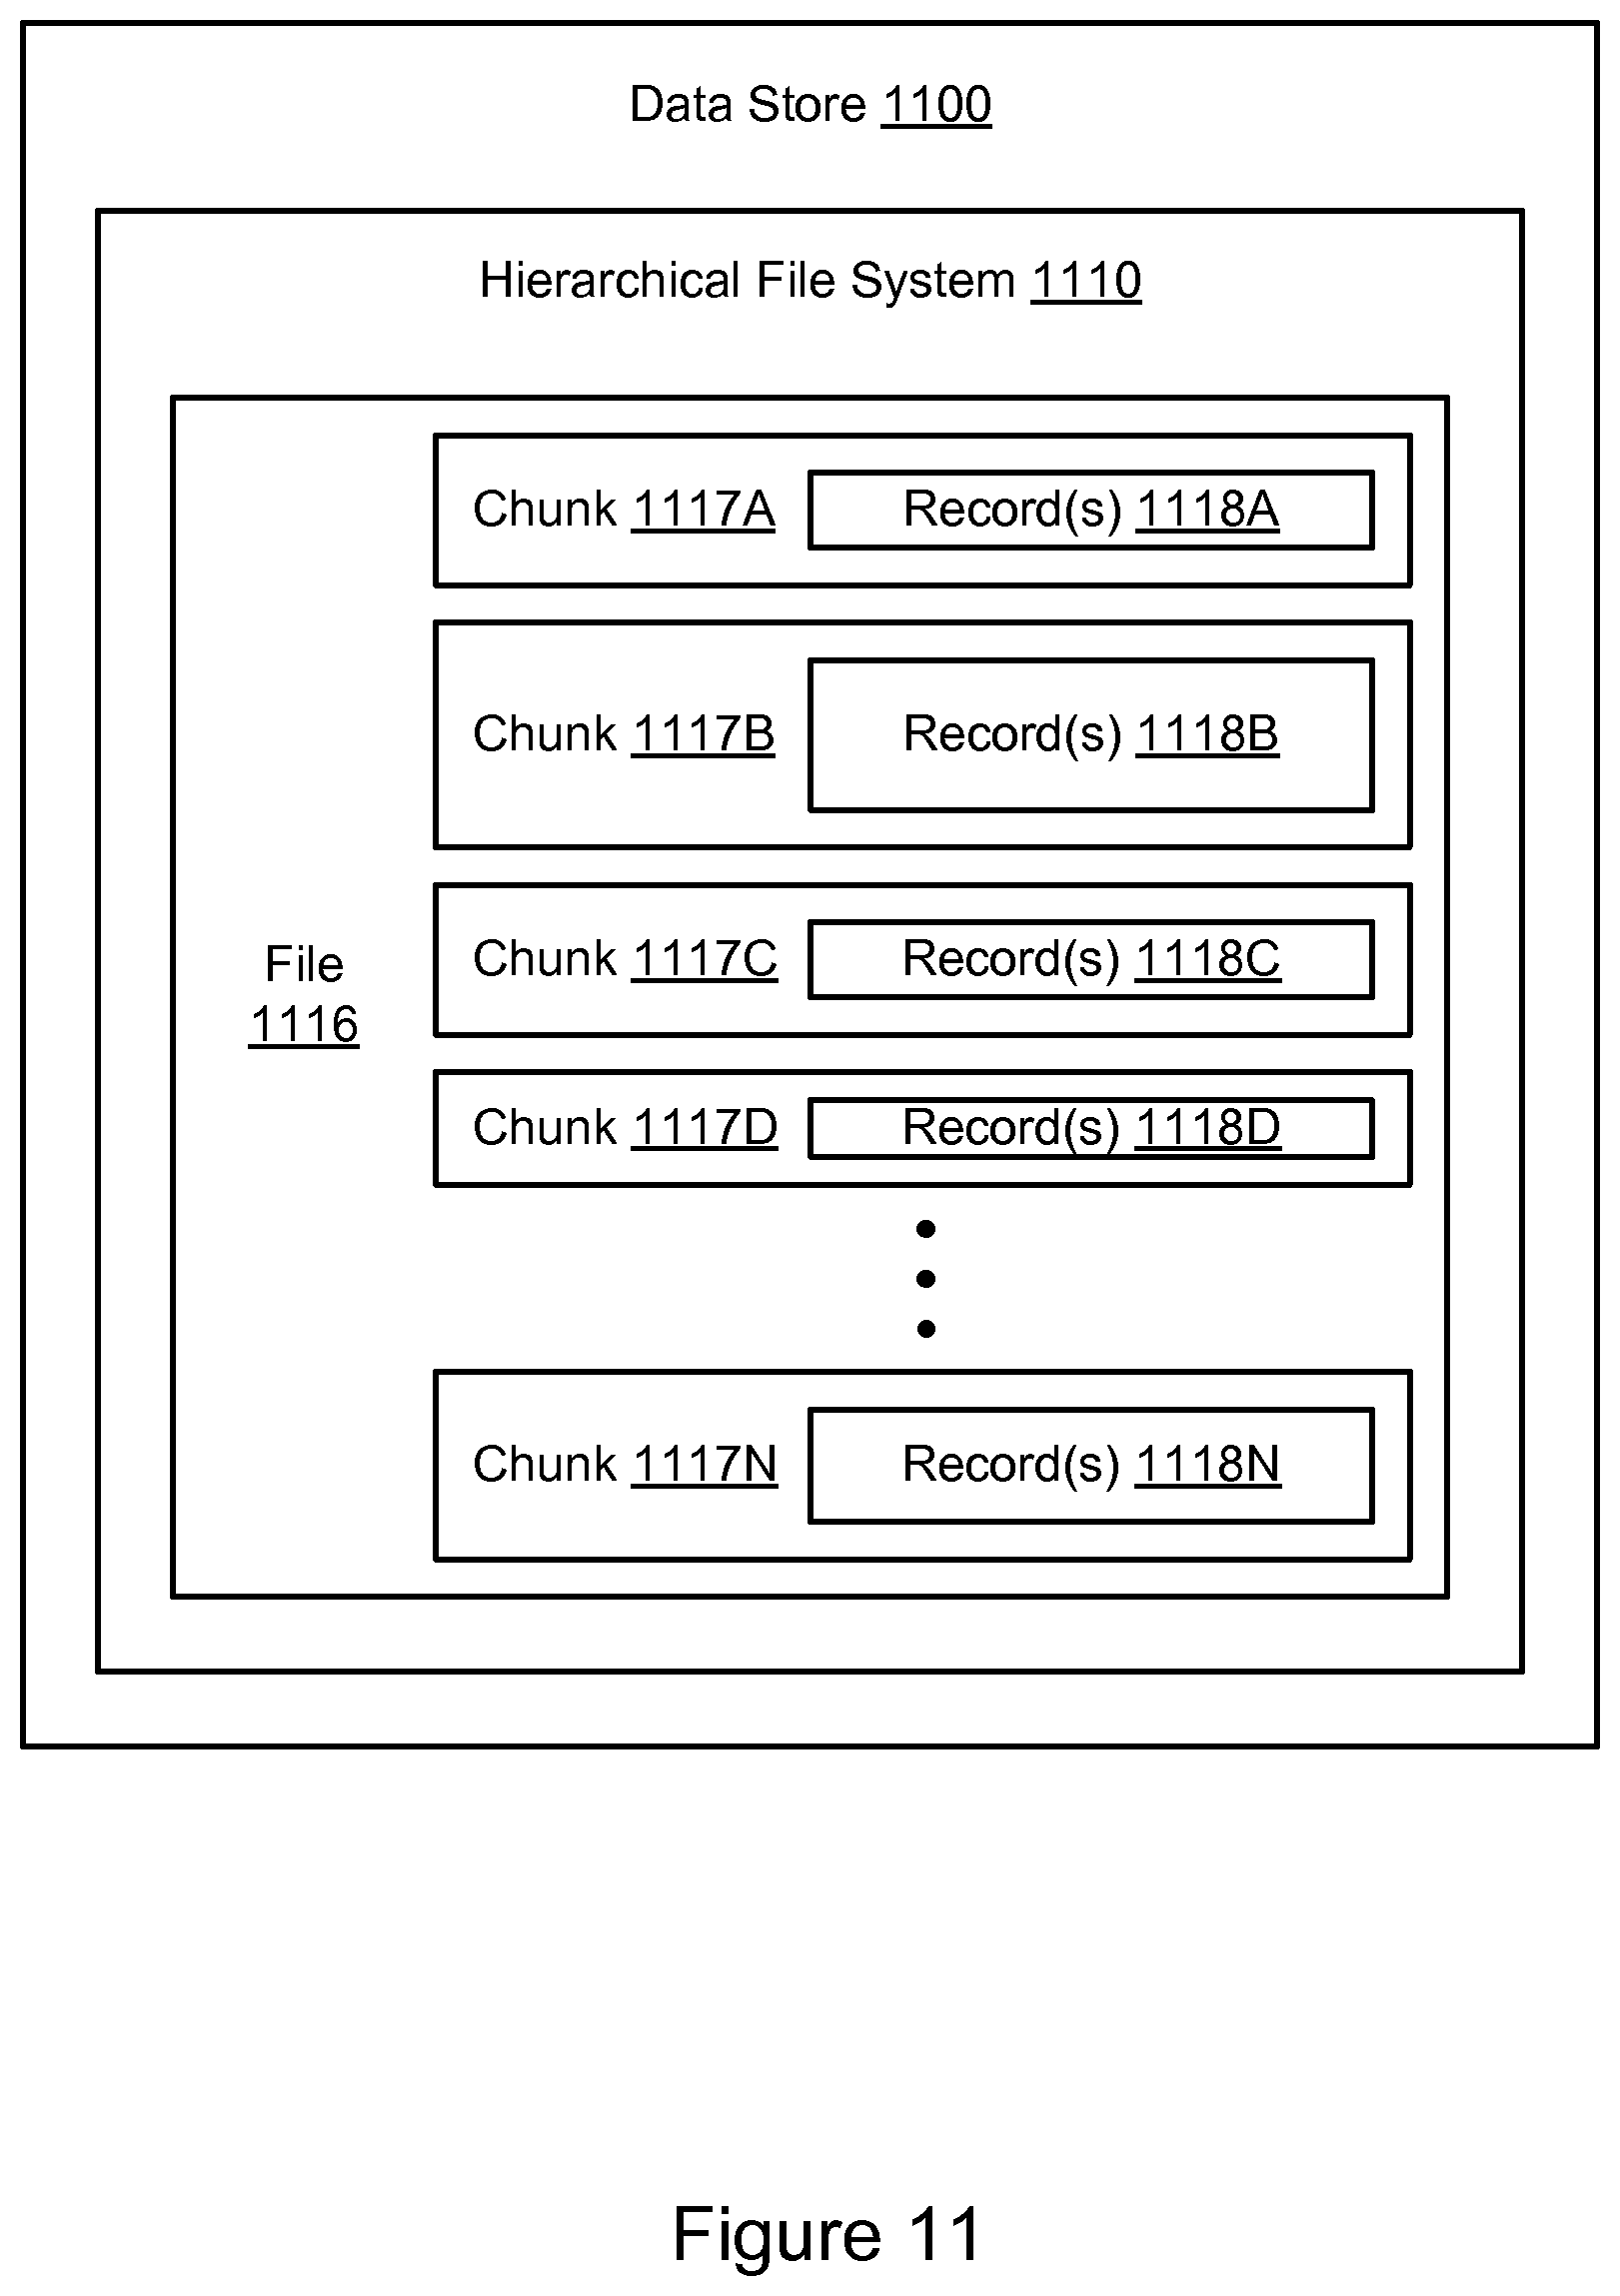 Data Store 1100
Hierarchical File System 1110
Chunk 1117A Record(s) 1118A
Chunk 1117B Record(s) 1118B
File
1116
Chunk 1117C Record(s) 1118C
Chunk 1117D Record(s) 1118D
Chunk 1117N Record(s) 1118N
Figure 11